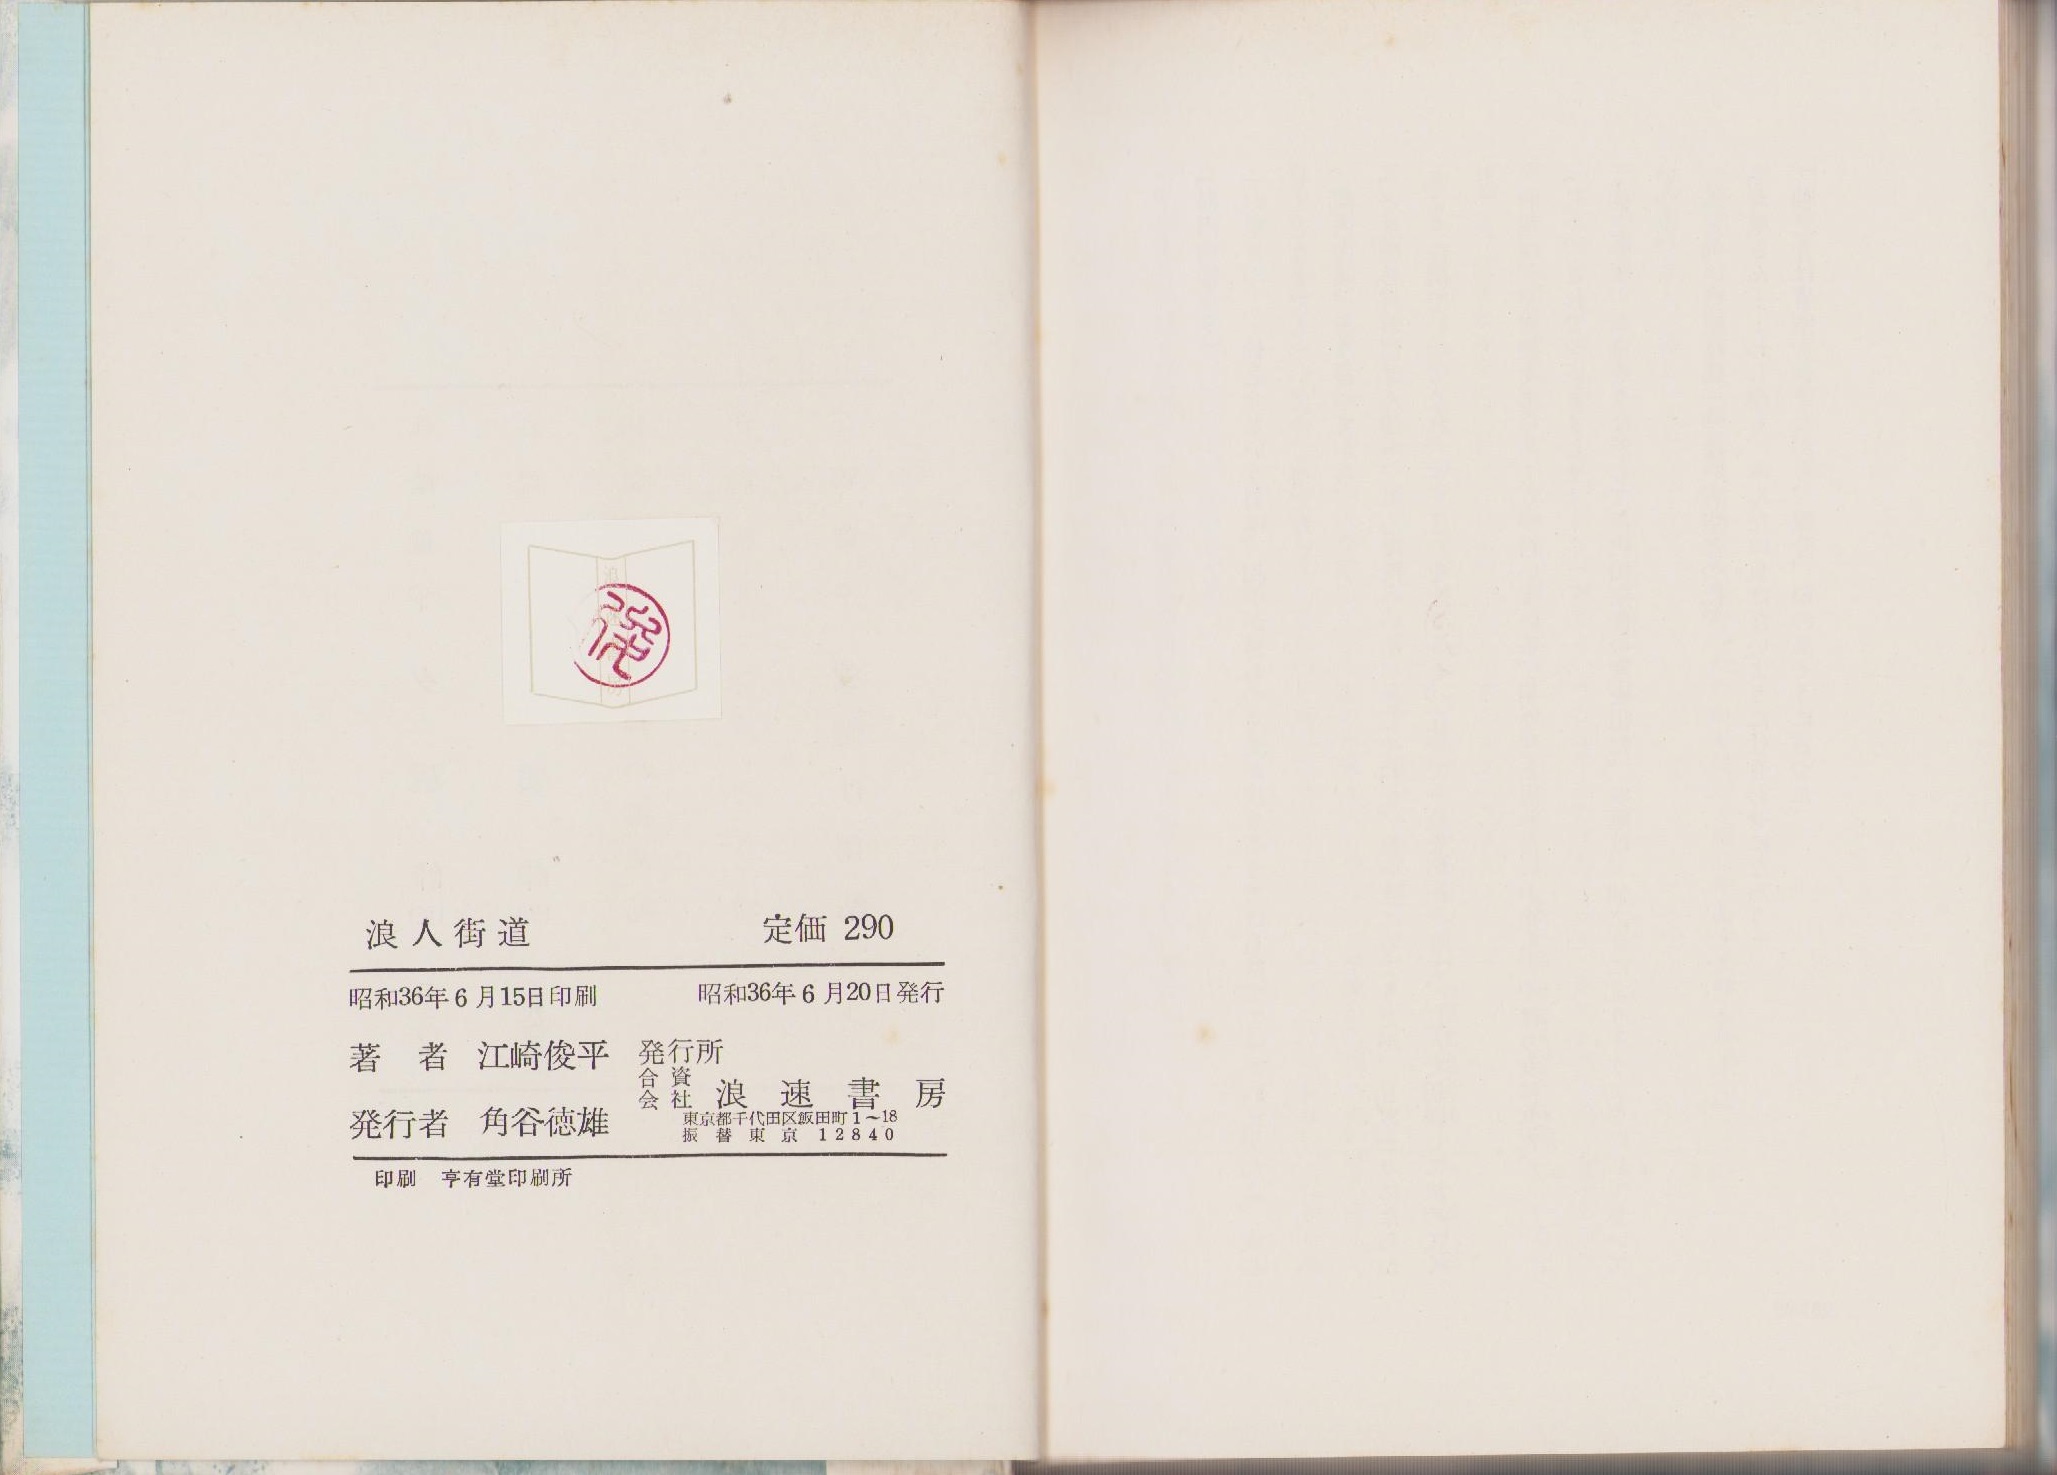 浪人街道　定価 290
昭和36年6月15日印刷　昭和36年6月20日発行
著　者　江崎俊平
発行者　角谷徳雄
発行所
合資
会社　浪速書房
東京都千代田区飯田町1〜18
振替東京12840
印刷　亨有堂印刷所